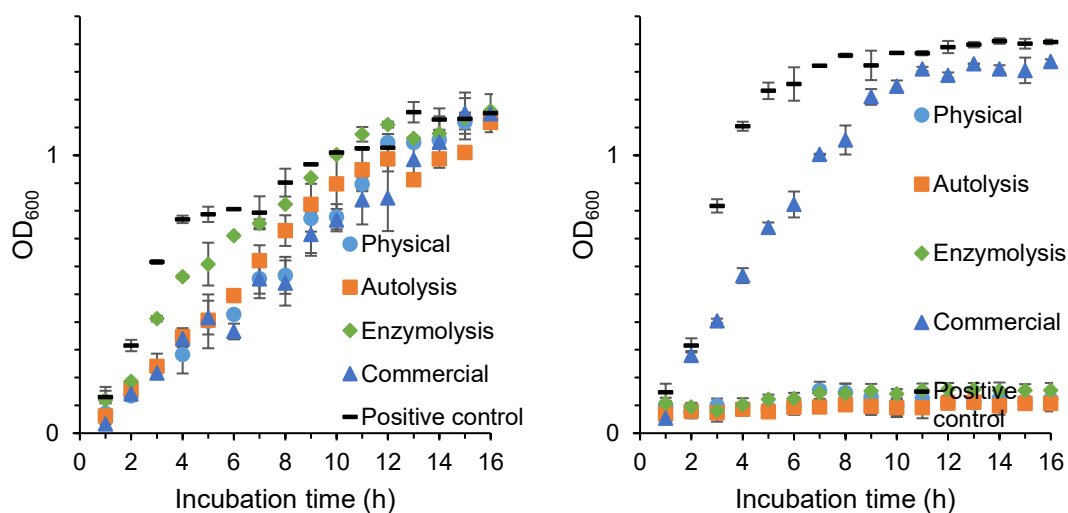 OD600
1
0
0 2 4 6 8 10 12 14 16
Incubation time (h)
Physical
Autolysis
Enzymolysis
Commercial
Positive control
OD600
1
0
0 2 4 6 8 10 12 14 16
Incubation time (h)
Physical
Autolysis
Enzymolysis
Commercial
Positive
control